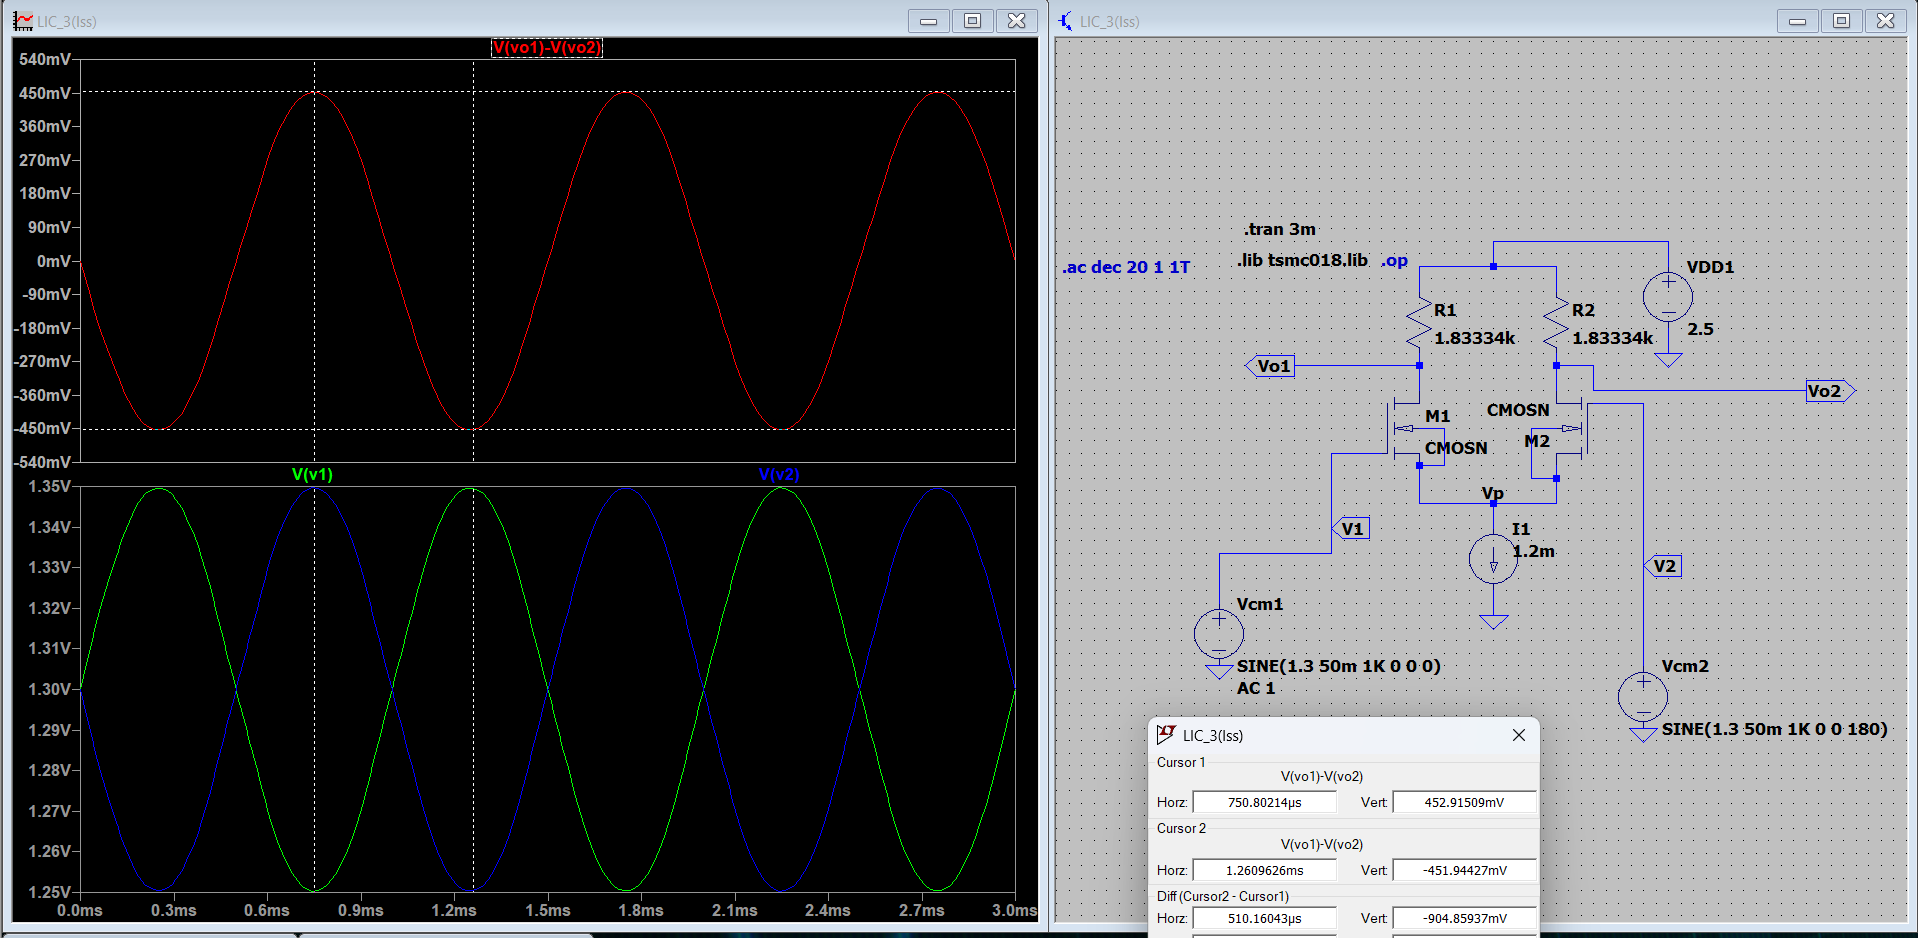 LIC_3(Iss)
V(vo1)-V(vo2)
540mV
450mV
360mV
270mV
180mV
90mV
0mV
-90mV
-180mV
-270mV
-360mV
-450mV
-540mV
V(v1)
V(v2)
1.35V
1.34V
1.33V
1.32V
1.31V
1.30V
1.29V
1.28V
1.27V
1.26V
1.25V
0.0ms 0.3ms 0.6ms 0.9ms 1.2ms 1.5ms 1.8ms 2.1ms 2.4ms 2.7ms 3.0ms
LIC_3(Iss)
.tran 3m
.ac dec 20 1 1T
.lib tsmc018.lib
.op
VDD1
2.5
R1
1.83334k
R2
1.83334k
Vo1
Vo2
M1
CMOSN
CMOSN
M2
Vp
V1
I1
1.2m
V2
Vcm1
SINE(1.3 50m 1K 0 0 0)
AC 1
Vcm2
SINE(1.3 50m 1K 0 0 180)
LIC_3(Iss)
Cursor 1
V(vo1)-V(vo2)
Horz: 750.80214µs Vert: 452.91509mV
Cursor 2
V(vo1)-V(vo2)
Horz: 1.2609626ms Vert: -451.94427mV
Diff (Cursor2 - Cursor1)
Horz: 510.16043µs Vert: -904.85937mV